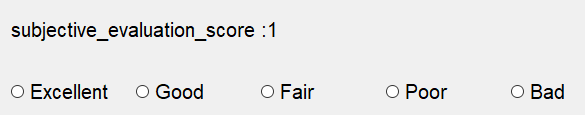 subjective_evaluation_score :1
Excellent Good Fair Poor Bad